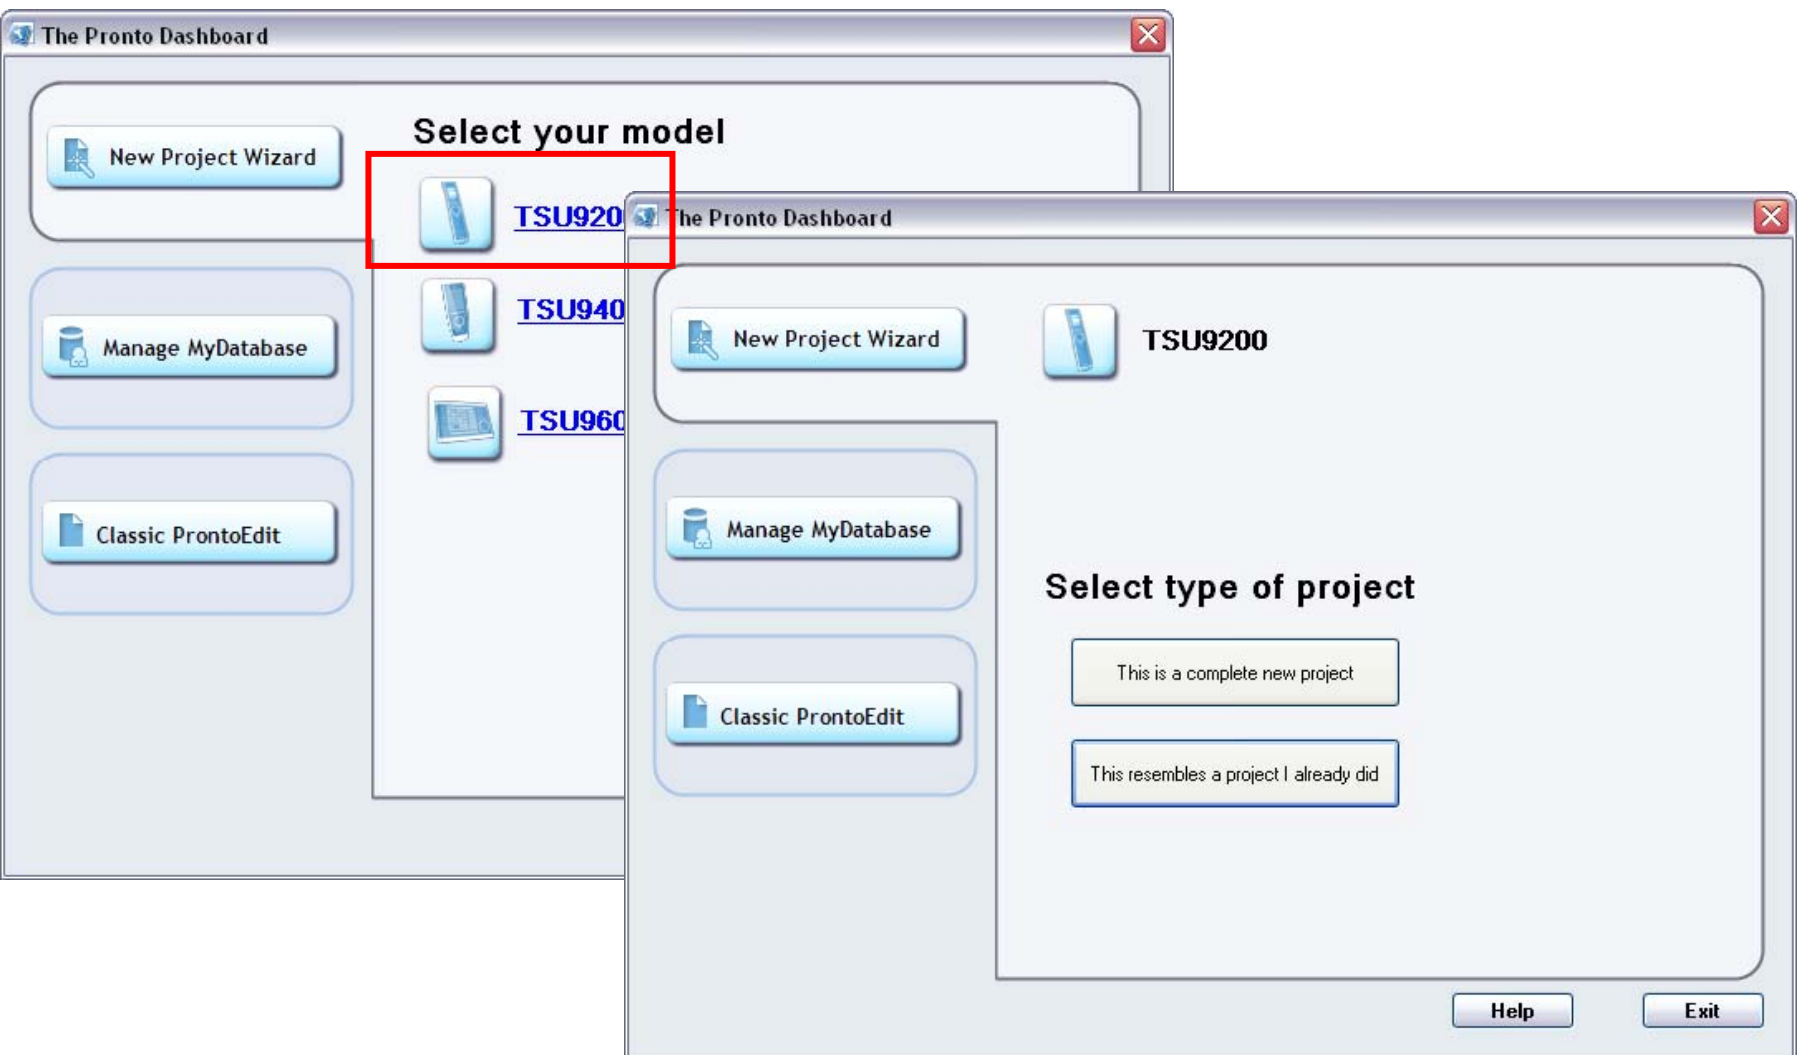 The Pronto Dashboard
New Project Wizard
Select your model
TSU920
TSU940
TSU960
Manage MyDatabase
Classic ProntoEdit
The Pronto Dashboard
New Project Wizard
TSU9200
Manage MyDatabase
Classic ProntoEdit
Select type of project
This is a complete new project
This resembles a project I already did
Help
Exit